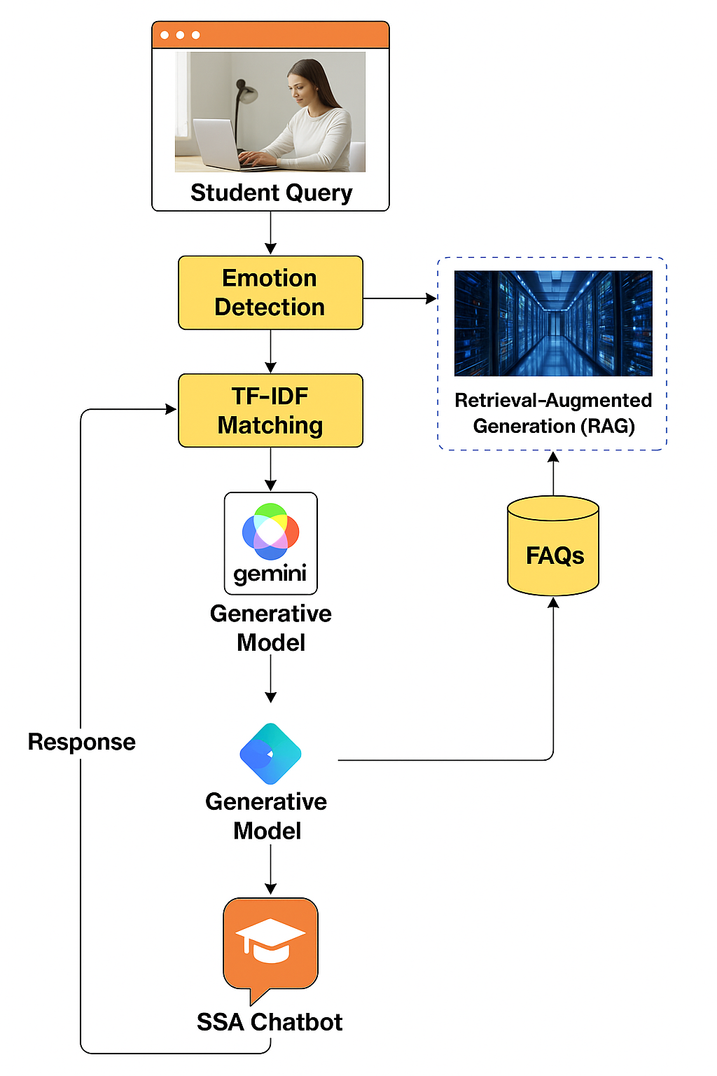 Student Query
Emotion
Detection
TF-IDF
Matching
Retrieval-Augmented
Generation (RAG)
gemini
Generative
Model
FAQs
Response
Generative
Model
SSA Chatbot